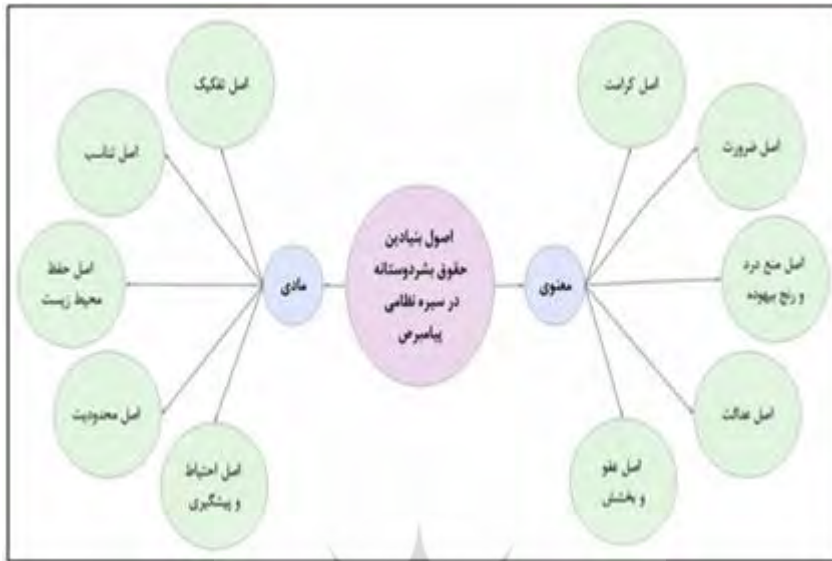 اصول بنیادین
حقوق بشردوستانه
در سیره نظامی
پیامبرص
معنوی
اصل کرامت
اصل ضرورت
اصل منع درد
و رنج بیهوده
اصل عدالت
اصل عفو
و بخشش
مادی
اصل تفکیک
اصل تناسب
اصل حفظ
محیط زیست
اصل محدودیت
اصل احتیاط
و پیشگیری